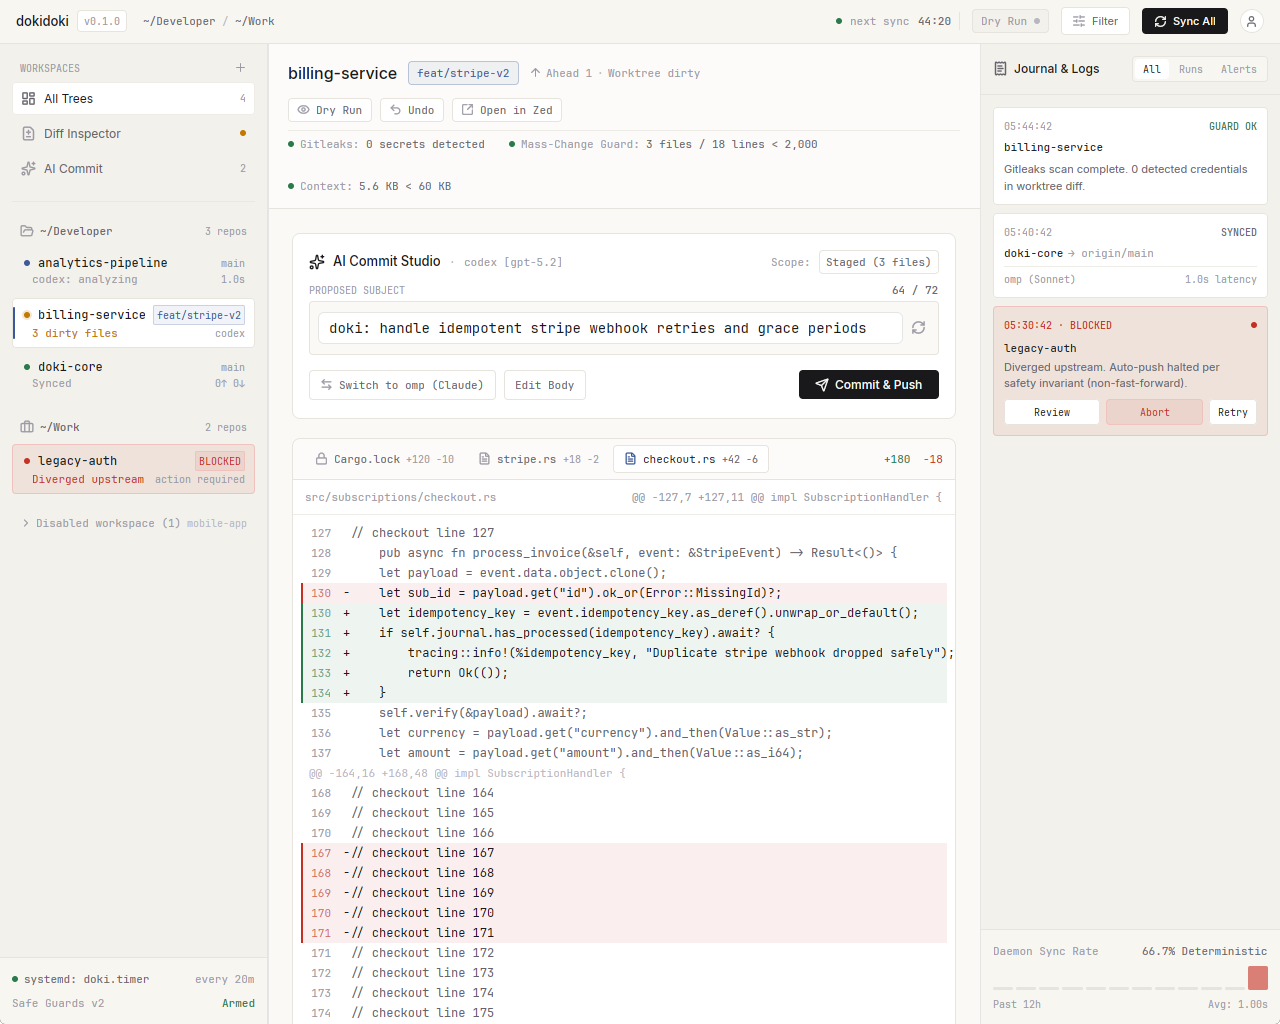 dokidoki v0.1.0 ~/Developer / ~/Work
next sync 44:20 Dry Run Filter Sync All
WORKSPACES
All Trees 4
Diff Inspector
AI Commit 2
~/Developer 3 repos
analytics-pipeline main
codex: analyzing 1.0s
billing-service feat/stripe-v2
3 dirty files codex
doki-core main
Synced 0↑ 0↓
~/Work 2 repos
legacy-auth BLOCKED
Diverged upstream action required
Disabled workspace (1) mobile-app
systemd: doki.timer every 20m
Safe Guards v2 Armed
billing-service feat/stripe-v2 ↑ Ahead 1 · Worktree dirty
Dry Run Undo Open in Zed
Gitleaks: 0 secrets detected Mass-Change Guard: 3 files / 18 lines < 2,000
Context: 5.6 KB < 60 KB
AI Commit Studio · codex [gpt-5.2] Scope: Staged (3 files)
PROPOSED SUBJECT 64 / 72
doki: handle idempotent stripe webhook retries and grace periods
Switch to omp (Claude) Edit Body Commit & Push
Cargo.lock +120 -10 stripe.rs +18 -2 checkout.rs +42 -6 +180 -18
src/subscriptions/checkout.rs @@ -127,7 +127,11 @@ impl SubscriptionHandler {
127 // checkout line 127
128 pub async fn process_invoice(&self, event: &StripeEvent) -> Result<()> {
129 let payload = event.data.object.clone();
130 - let sub_id = payload.get("id").ok_or(Error::MissingId)?;
130 + let idempotency_key = event.idempotency_key.as_deref().unwrap_or_default();
131 + if self.journal.has_processed(idempotency_key).await? {
132 + tracing::info!(%idempotency_key, "Duplicate stripe webhook dropped safely");
133 + return Ok(());
134 + }
135 self.verify(&payload).await?;
136 let currency = payload.get("currency").and_then(Value::as_str);
137 let amount = payload.get("amount").and_then(Value::as_i64);
@@ -164,16 +168,48 @@ impl SubscriptionHandler {
168 // checkout line 164
169 // checkout line 165
170 // checkout line 166
167 -// checkout line 167
168 -// checkout line 168
169 -// checkout line 169
170 -// checkout line 170
171 -// checkout line 171
171 // checkout line 172
172 // checkout line 173
173 // checkout line 174
174 // checkout line 175
Journal & Logs All Runs Alerts
05:44:42 GUARD OK
billing-service
Gitleaks scan complete. 0 detected credentials
in worktree diff.
05:40:42 SYNCED
doki-core → origin/main
omp (Sonnet) 1.0s latency
05:30:42 · BLOCKED
legacy-auth
Diverged upstream. Auto-push halted per
safety invariant (non-fast-forward).
Review Abort Retry
Daemon Sync Rate 66.7% Deterministic
Past 12h Avg: 1.00s